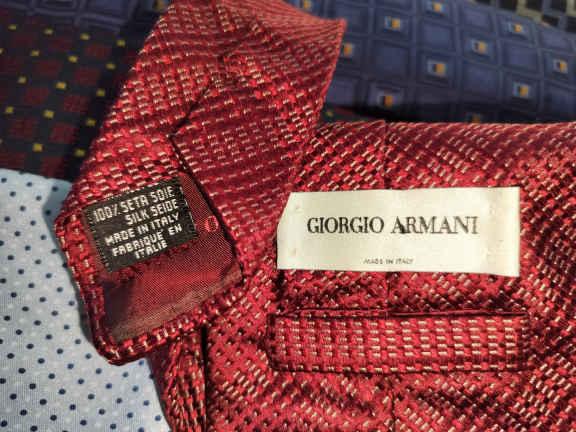 100% SETA SOIE
SILK SEIDE
MADE IN ITALY
FABRIQUE EN
ITALIE
GIORGIO ARMANI
MADE IN ITALY